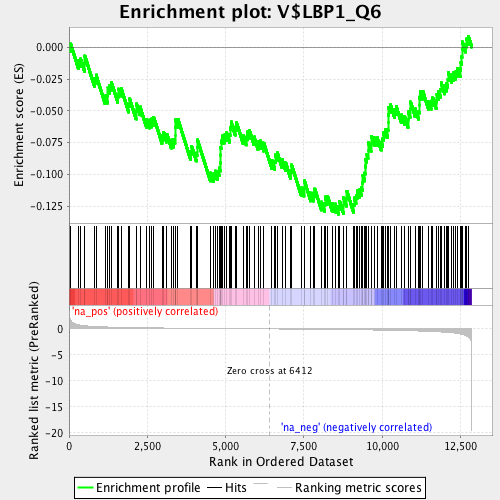 Enrichment plot: V$LBP1_Q6
Enrichment score (ES)
0.000
-0.025
-0.050
-0.075
-0.100
-0.125
'na_pos' (positively correlated)
Ranked list metric (PreRanked)
0
-5
-10
-15
-20
Zero cross at 6412
'na_neg' (negatively correlated)
0
2,500
5,000
7,500
10,000
12,500
Rank in Ordered Dataset
Enrichment profile
Hits
Ranking metric scores